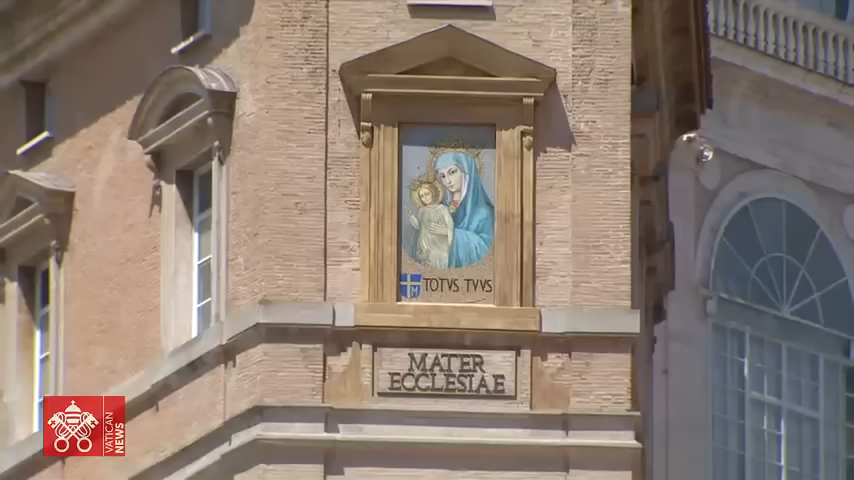 TOTVS TVVS
M
MATER
ECCLESIAE
VATICAN
NEWS